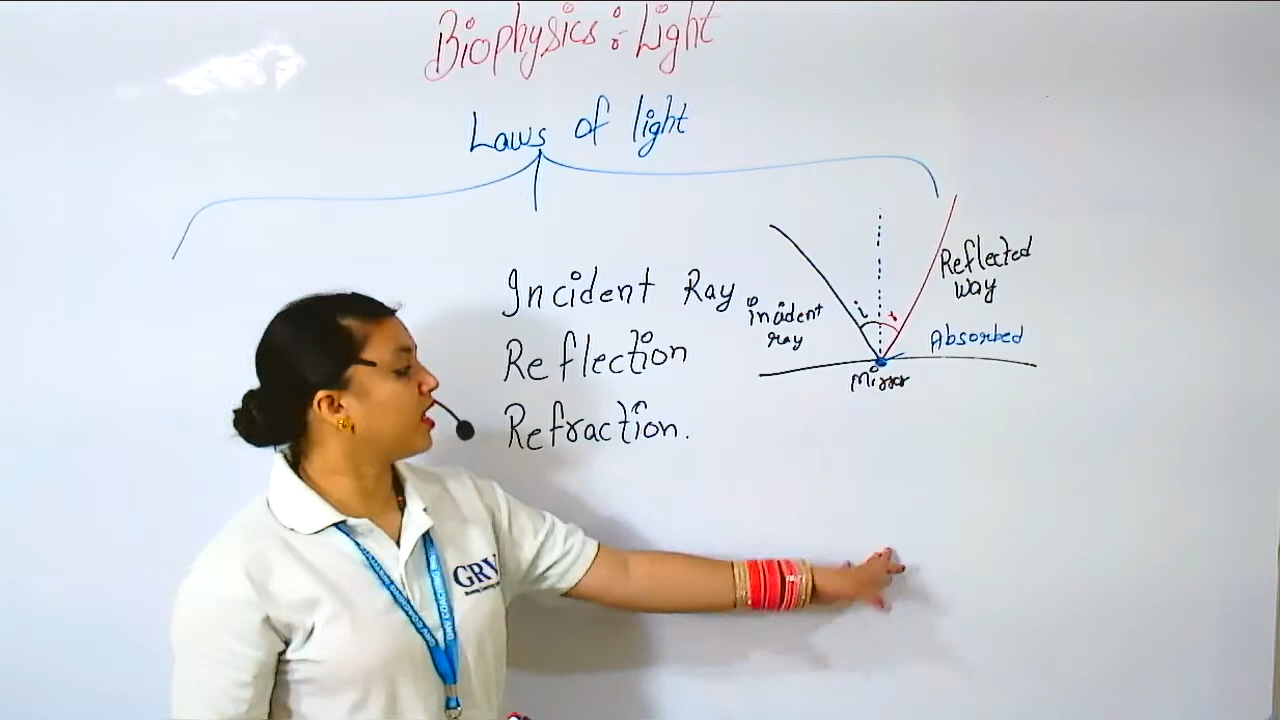 Biophysics : Light
Laws of light
Incident Ray
Reflection
Refraction.
incident
ray
i
r
Reflected
way
Absorbed
Mirror
GRV